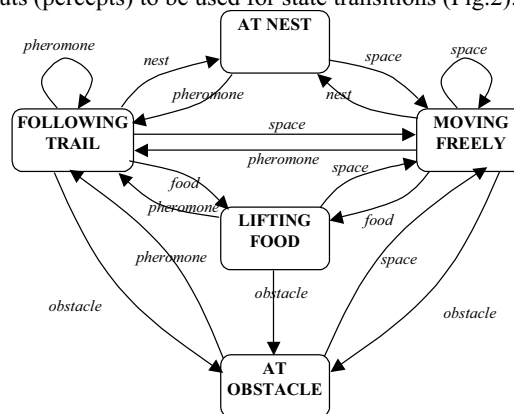 uts (percepts) to be used for state transitions (Fig.2).
AT NEST
pheromone
space
space
nest
pheromone
nest
FOLLOWING
TRAIL
space
MOVING
FREELY
pheromone
space
food
pheromone
LIFTING
FOOD
food
pheromone
space
obstacle
obstacle
obstacle
AT
OBSTACLE